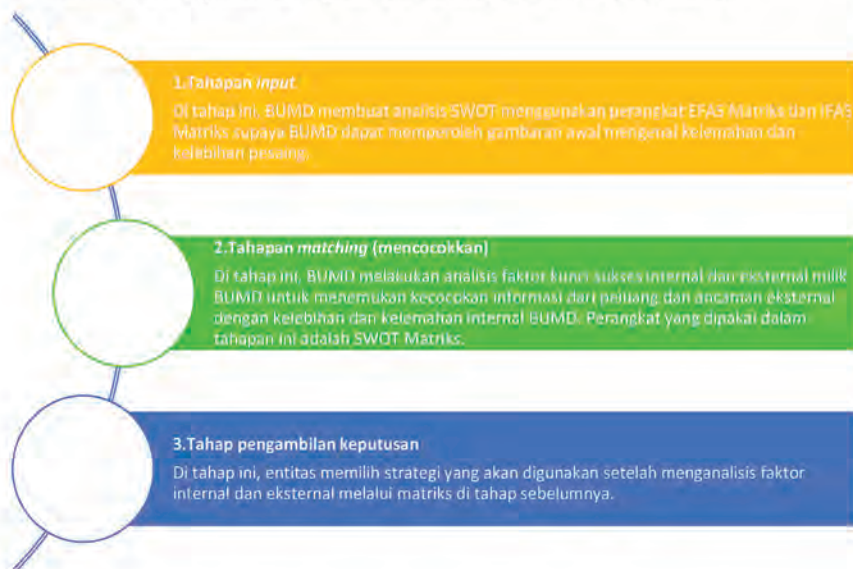 1.Tahapan input
Di tahap ini, BUMD membuat analisis SWOT menggunakan perangkat EFAS Matriks dan IFAS
Matriks supaya BUMD dapat memperoleh gambaran awal mengenai kelemahan dan
kelebihan pesaing.
2.Tahapan matching (mencocokkan)
Di tahap ini, BUMD melakukan analisis faktor kunci sukses internal dan eksternal milik
BUMD untuk menemukan kecocokan informasi dari peluang dan ancaman eksternal
dengan kelebihan dan kelemahan internal BUMD. Perangkat yang dipakai dalam
tahapan ini adalah SWOT Matriks.
3.Tahap pengambilan keputusan
Di tahap ini, entitas memilih strategi yang akan digunakan setelah menganalisis faktor
internal dan eksternal melalui matriks di tahap sebelumnya.